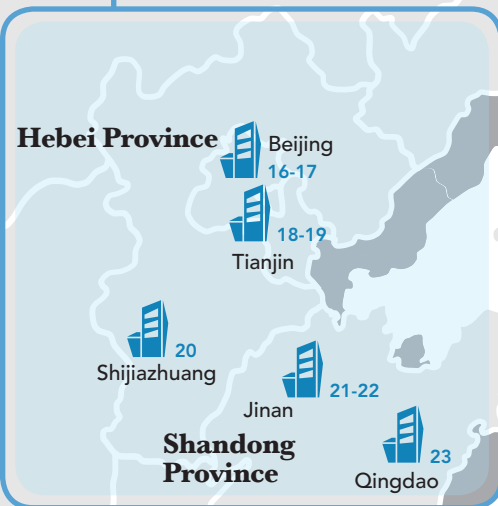 Hebei Province
Beijing
16-17
18-19
Tianjin
20
Shijiazhuang
21-22
Jinan
Shandong
Province
23
Qingdao